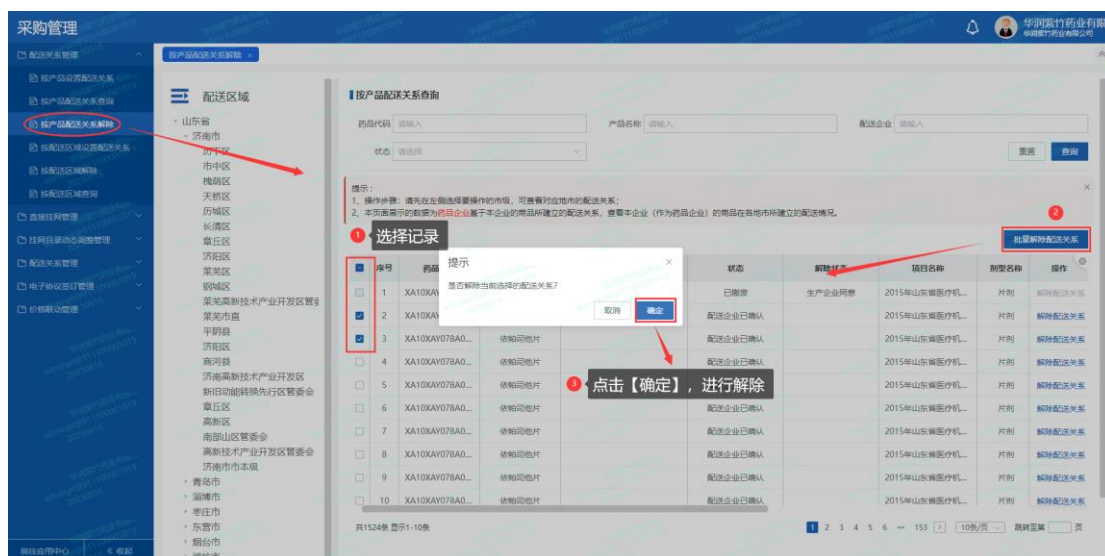 采购管理
华润紫竹药业有限
华润紫竹药业有限公司
配送关系管理
按产品设置配送关系
按产品配送关系查询
按产品配送关系解除
按配送区域设置配送关系
按配送区域解除
按配送区域查询
直接挂网管理
挂网目录动态调整管理
配送关系管理
电子协议签订管理
价格联动管理
前往应用中心
收起
按产品配送关系解除 ×
配送区域
山东省
济南市
历下区
市中区
槐荫区
天桥区
历城区
长清区
章丘区
济阳区
莱芜区
钢城区
莱芜高新技术产业开发区管
莱芜市直
平阴县
济阳区
商河县
济南高新技术产业开发区
新旧动能转换先行区管委会
章丘区
高新区
南部山区管委会
高新技术产业开发区管委会
济南市市本级
青岛市
淄博市
枣庄市
东营市
烟台市
按产品配送关系查询
药品代码 请输入 产品名称 请输入 配送企业 请输入
状态 请选择 重置 查询
提示：
1、操作步骤：请先在左侧选择要操作的市级，可查看对应地市的配送关系；
2、本页面展示的数据为药品企业基于本企业的商品所建立的配送关系。查看本企业（作为药品企业）的商品在各地市所建立的配送情况。
2
批量解除配送关系
1 选择记录
序号 药品 状态 解除状态 项目名称 剂型名称 操作
1 XA10XAY 已撤废 生产企业同意 2015年山东省医疗机... 片剂 解除配送关系
2 XA10XAY 配送企业已确认 2015年山东省医疗机... 片剂 解除配送关系
3 XA10XAY078A0... 依帕司他片 配送企业已确认 2015年山东省医疗机... 片剂 解除配送关系
4 XA10XAY078A0... 依帕司他片 配送企业已确认 2015年山东省医疗机... 片剂 解除配送关系
5 XA10XAY078A0... 依帕司他片 配送企业已确认 2015年山东省医疗机... 片剂 解除配送关系
6 XA10XAY078A0... 依帕司他片 配送企业已确认 2015年山东省医疗机... 片剂 解除配送关系
7 XA10XAY078A0... 依帕司他片 配送企业已确认 2015年山东省医疗机... 片剂 解除配送关系
8 XA10XAY078A0... 依帕司他片 配送企业已确认 2015年山东省医疗机... 片剂 解除配送关系
9 XA10XAY078A0... 依帕司他片 配送企业已确认 2015年山东省医疗机... 片剂 解除配送关系
10 XA10XAY078A0... 依帕司他片 配送企业已确认 2015年山东省医疗机... 片剂 解除配送关系
提示 ×
是否解除当前选择的配送关系？
取消 确定
3 点击【确定】，进行解除
共1524条 显示1-10条
1 2 3 4 5 6 ··· 153 > 10条/页 跳转至第 页